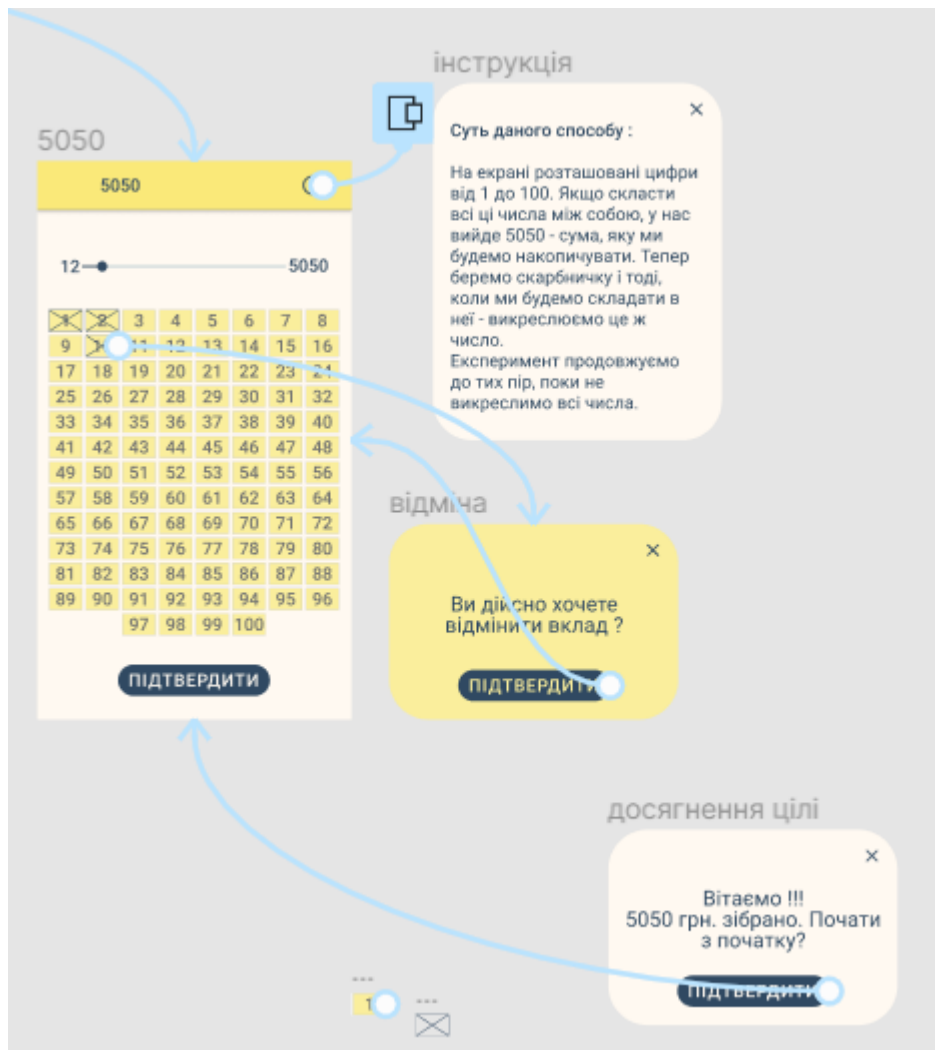 інструкція
Суть даного способу :
На екрані розташовані цифри
від 1 до 100. Якщо скласти
всі ці числа між собою, у нас
вийде 5050 - сума, яку ми
будемо накопичувати. Тепер
беремо скарбничку і тоді,
коли ми будемо складати в
неї - викреслюємо це ж
число.
Експеримент продовжуємо
до тих пір, поки не
викреслимо всі числа.
5050
5050
12 5050
1 2 3 4 5 6 7 8
9 11 12 13 14 15 16
17 18 19 20 21 22 23 24
25 26 27 28 29 30 31 32
33 34 35 36 37 38 39 40
41 42 43 44 45 46 47 48
49 50 51 52 53 54 55 56
57 58 59 60 61 62 63 64
65 66 67 68 69 70 71 72
73 74 75 76 77 78 79 80
81 82 83 84 85 86 87 88
89 90 91 92 93 94 95 96
97 98 99 100
ПІДТВЕРДИТИ
відміна
Ви дійсно хочете
відмінити вклад ?
ПІДТВЕРДИТИ
досягнення цілі
Вітаємо !!!
5050 грн. зібрано. Почати
з початку?
ПІДТВЕРДИТИ
---
1
---